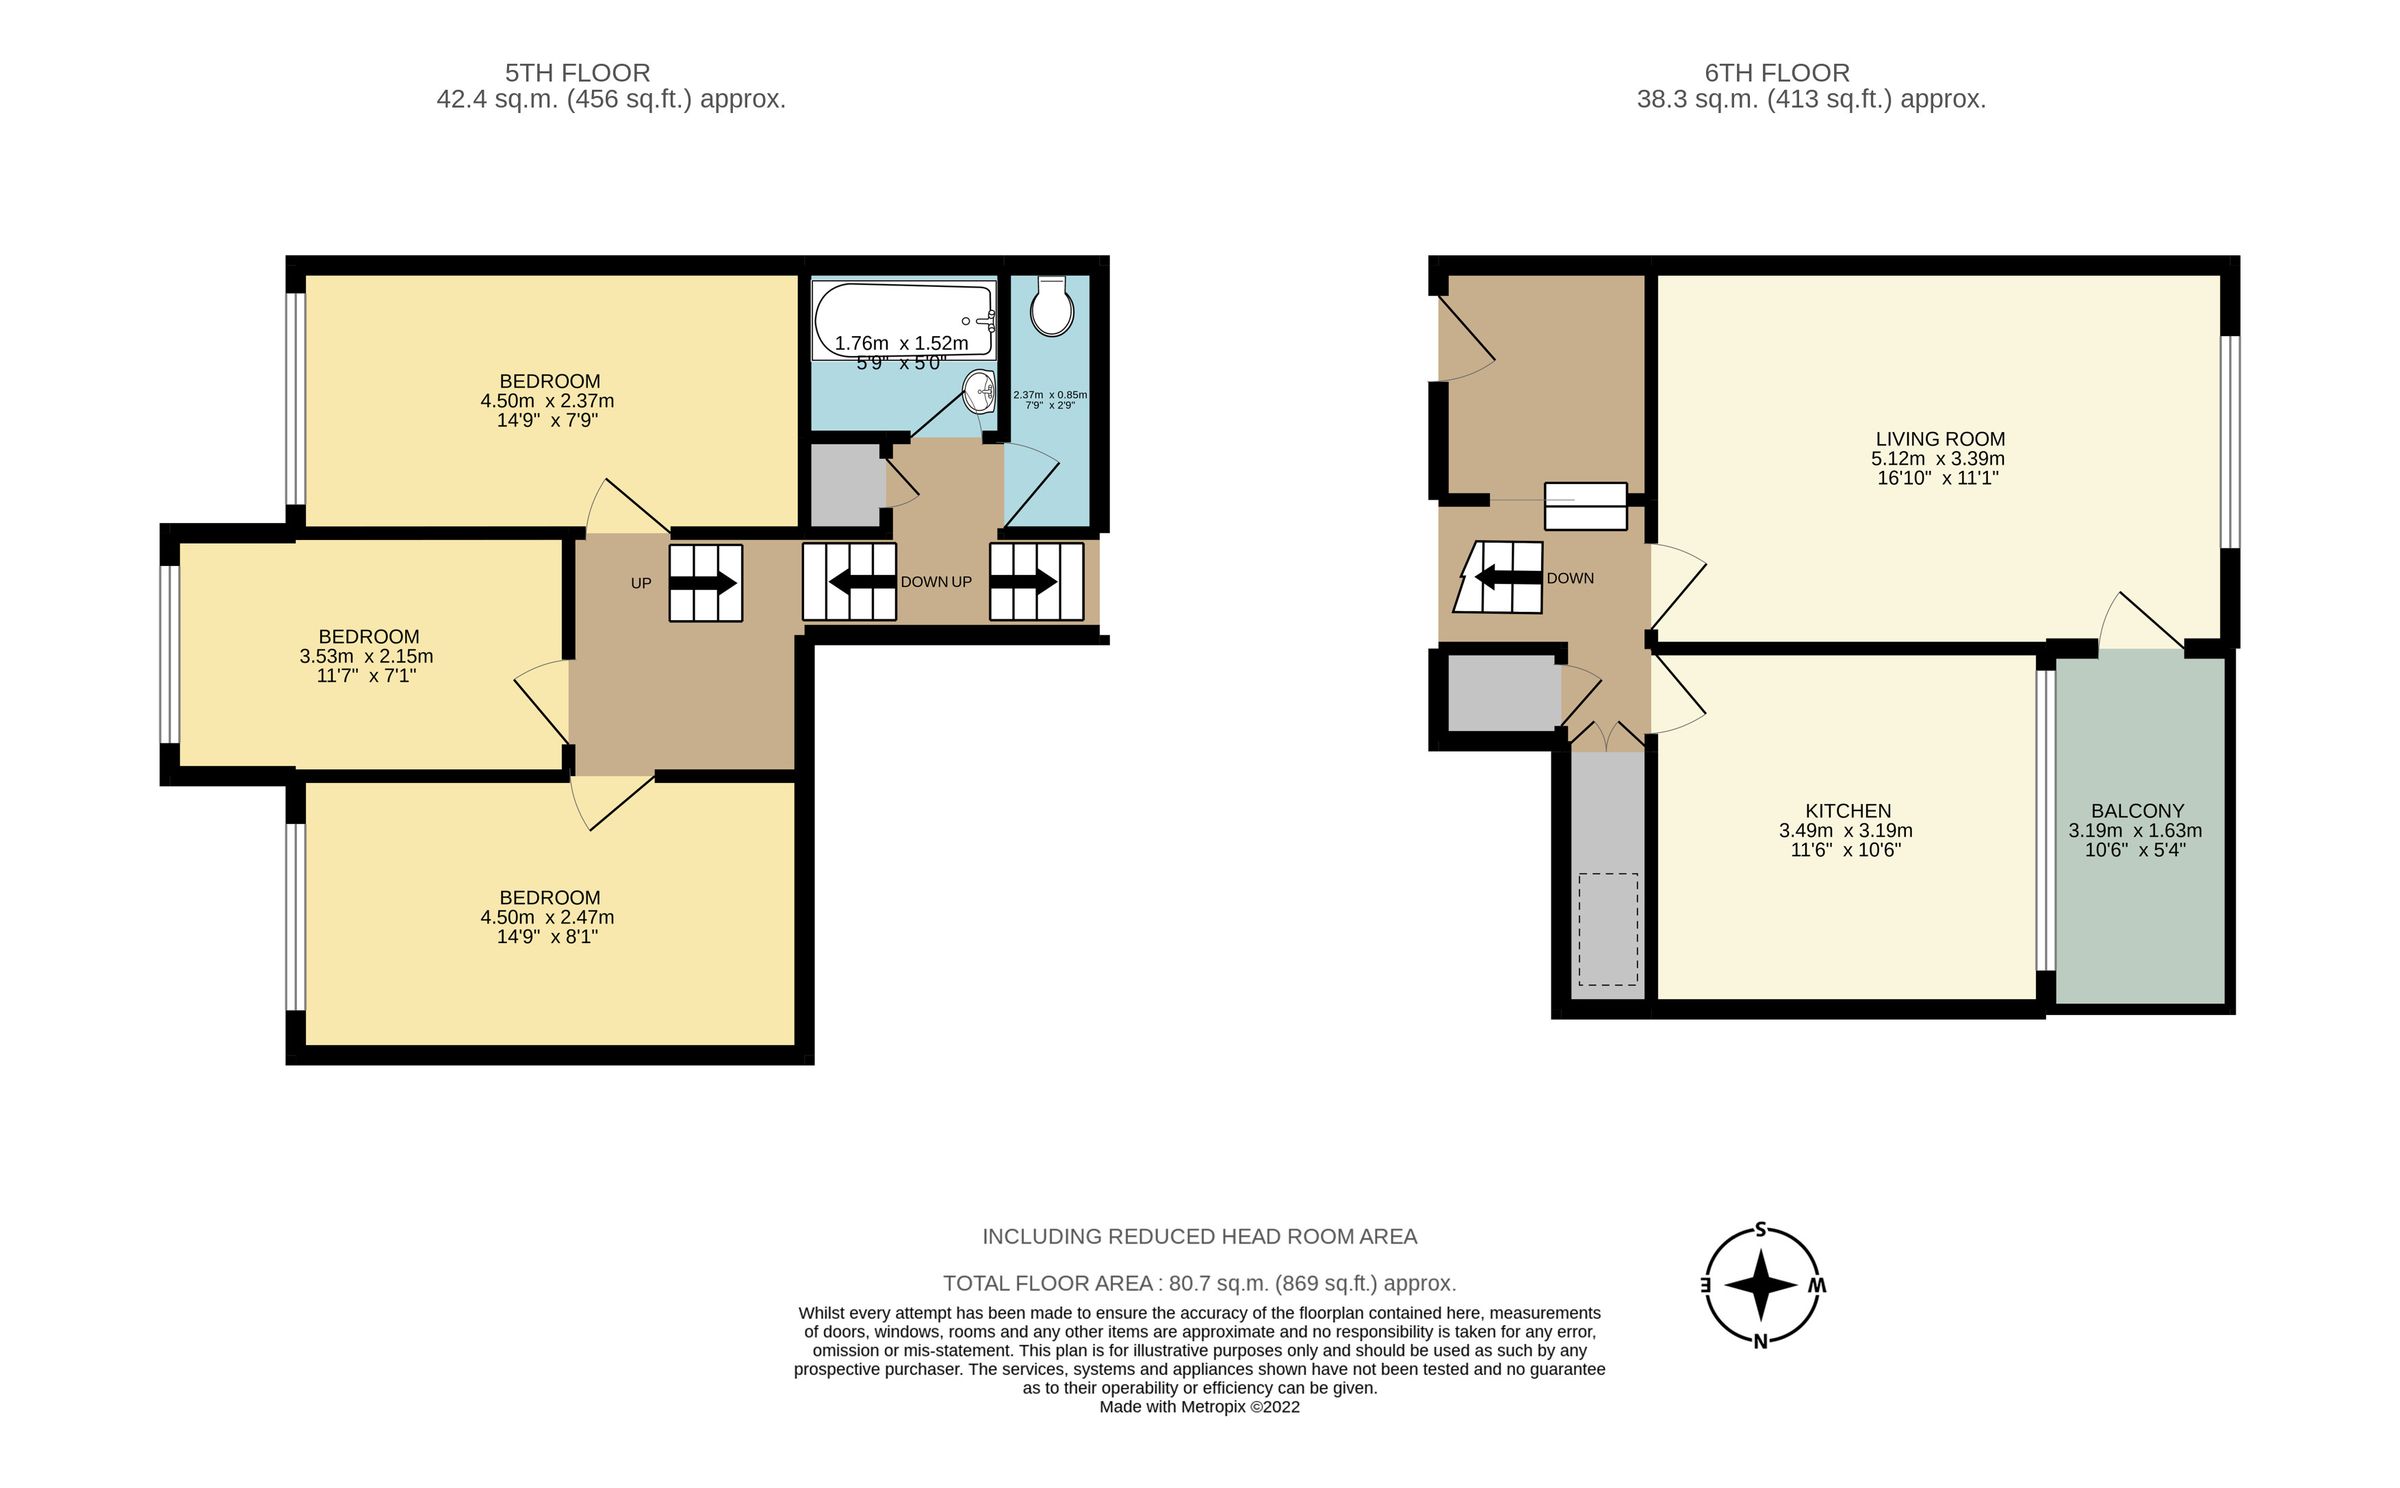 5TH FLOOR
42.4 sq.m. (456 sq.ft.) approx.
6TH FLOOR
38.3 sq.m. (413 sq.ft.) approx.
BEDROOM
4.50m x 2.37m
14'9" x 7'9"
1.76m x 1.52m
5'9" x 5'0"
2.37m x 0.85m
7'9" x 2'9"
UP
DOWN
UP
BEDROOM
3.53m x 2.15m
11'7" x 7'1"
BEDROOM
4.50m x 2.47m
14'9" x 8'1"
LIVING ROOM
5.12m x 3.39m
16'10" x 11'1"
DOWN
KITCHEN
3.49m x 3.19m
11'6" x 10'6"
BALCONY
3.19m x 1.63m
10'6" x 5'4"
INCLUDING REDUCED HEAD ROOM AREA
TOTAL FLOOR AREA : 80.7 sq.m. (869 sq.ft.) approx.
Whilst every attempt has been made to ensure the accuracy of the floorplan contained here, measurements
of doors, windows, rooms and any other items are approximate and no responsibility is taken for any error,
omission or mis-statement. This plan is for illustrative purposes only and should be used as such by any
prospective purchaser. The services, systems and appliances shown have not been tested and no guarantee
as to their operability or efficiency can be given.
Made with Metropix ©2022
S
E
W
N